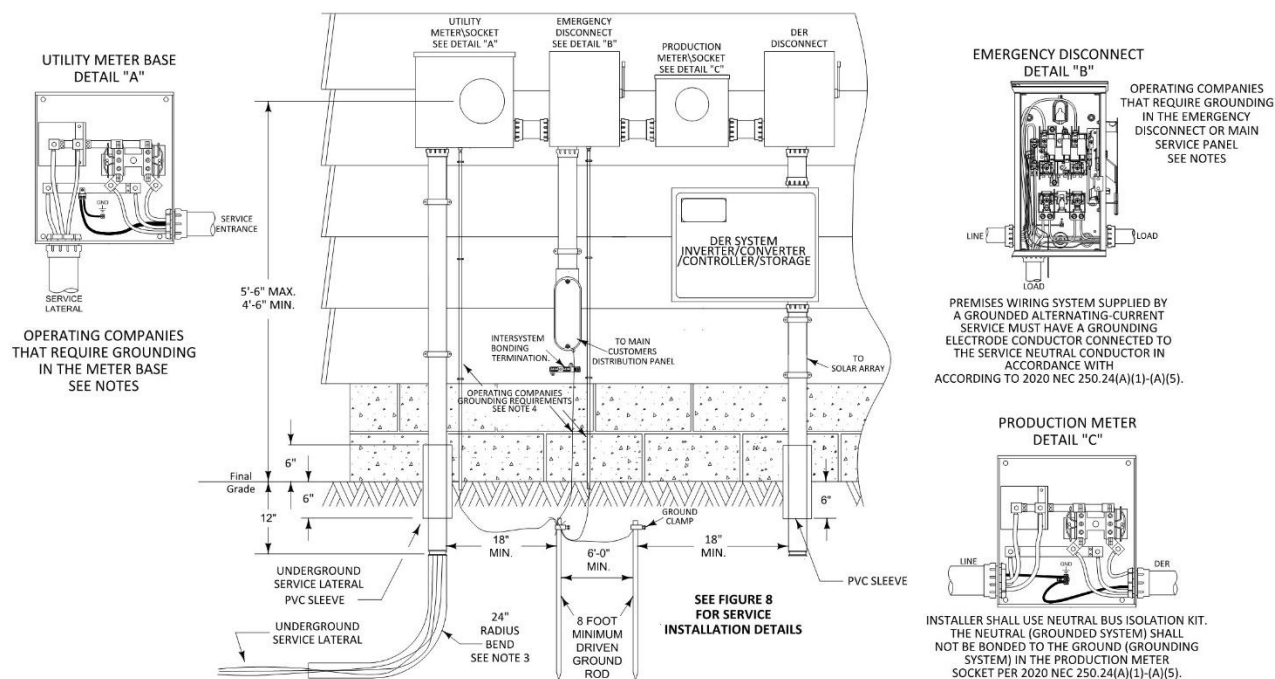 UTILITY METER BASE
DETAIL "A"
GND
SERVICE
ENTRANCE
SERVICE
LATERAL
OPERATING COMPANIES
THAT REQUIRE GROUNDING
IN THE METER BASE
SEE NOTES
UTILITY
METER\SOCKET
SEE DETAIL "A"
EMERGENCY
DISCONNECT
SEE DETAIL "B"
PRODUCTION
METER\SOCKET
SEE DETAIL "C"
DER
DISCONNECT
DER SYSTEM
INVERTER/CONVERTER
/CONTROLLER/STORAGE
5'-6" MAX.
4'-6" MIN.
INTERSYSTEM
BONDING
TERMINATION.
TO MAIN
CUSTOMERS
DISTRIBUTION PANEL
TO
SOLAR ARRAY
OPERATING COMPANIES
GROUNDING REQUIREMENTS
SEE NOTE 4
6"
Final
Grade
6"
12"
6"
GROUND
CLAMP
18"
MIN.
6'-0"
MIN.
18"
MIN.
UNDERGROUND
SERVICE LATERAL
PVC SLEEVE
PVC SLEEVE
UNDERGROUND
SERVICE LATERAL
24"
RADIUS
BEND
SEE NOTE 3
8 FOOT
MINIMUM
DRIVEN
GROUND
ROD
SEE FIGURE 8
FOR SERVICE
INSTALLATION DETAILS
EMERGENCY DISCONNECT
DETAIL "B"
OPERATING COMPANIES
THAT REQUIRE GROUNDING
IN THE EMERGENCY
DISCONNECT OR MAIN
SERVICE PANEL
SEE NOTES
LINE
LOAD
LOAD
PREMISES WIRING SYSTEM SUPPLIED BY
A GROUNDED ALTERNATING-CURRENT
SERVICE MUST HAVE A GROUNDING
ELECTRODE CONDUCTOR CONNECTED TO
THE SERVICE NEUTRAL CONDUCTOR IN
ACCORDANCE WITH
ACCORDING TO 2020 NEC 250.24(A)(1)-(A)(5).
PRODUCTION METER
DETAIL "C"
LINE
GND
DER
INSTALLER SHALL USE NEUTRAL BUS ISOLATION KIT.
THE NEUTRAL (GROUNDED SYSTEM) SHALL
NOT BE BONDED TO THE GROUND (GROUNDING
SYSTEM) IN THE PRODUCTION METER
SOCKET PER 2020 NEC 250.24(A)(1)-(A)(5).